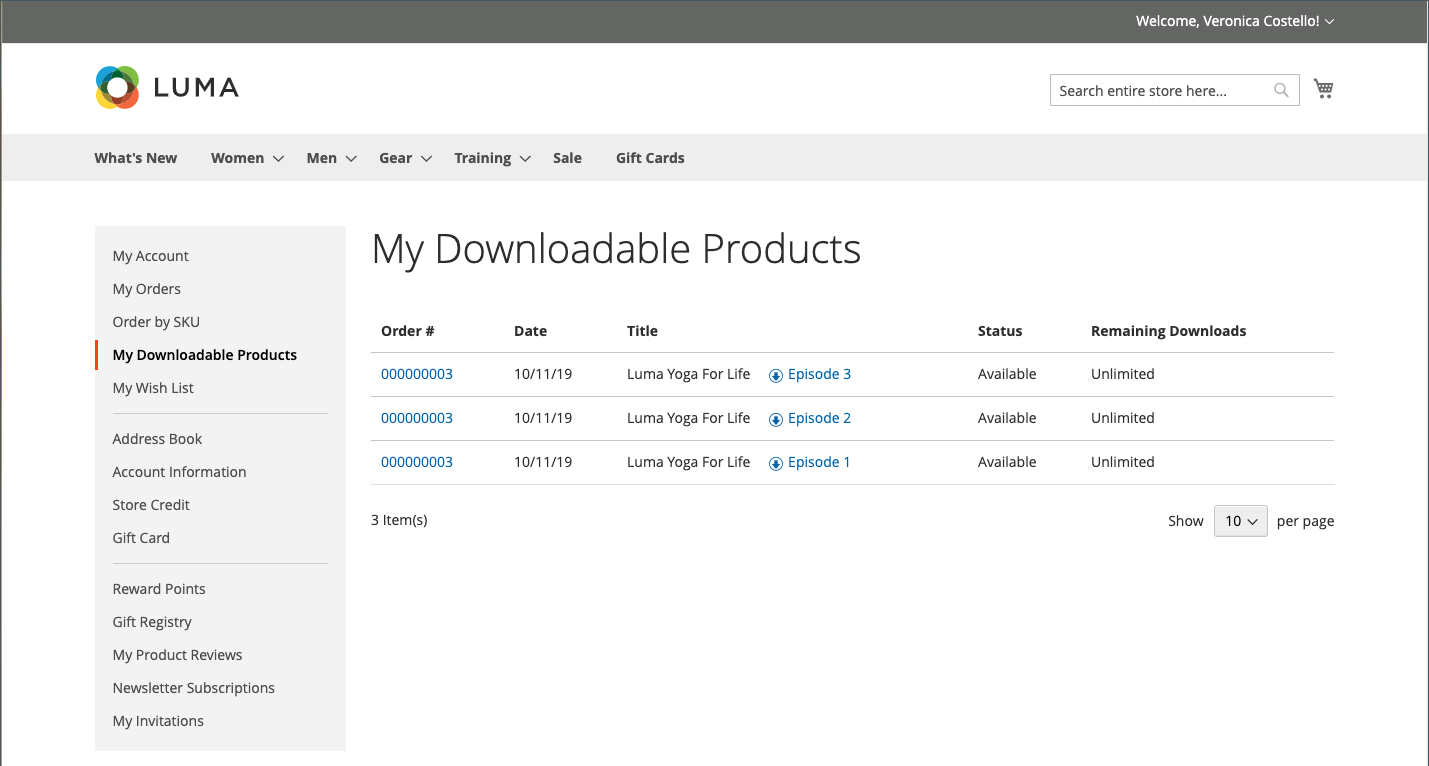 Welcome, Veronica Costello!
LUMA
Search entire store here...
What's New Women Men Gear Training Sale Gift Cards
My Account
My Orders
Order by SKU
My Downloadable Products
My Wish List
Address Book
Account Information
Store Credit
Gift Card
Reward Points
Gift Registry
My Product Reviews
Newsletter Subscriptions
My Invitations
My Downloadable Products
Order # Date Title Status Remaining Downloads
000000003 10/11/19 Luma Yoga For Life Episode 3 Available Unlimited
000000003 10/11/19 Luma Yoga For Life Episode 2 Available Unlimited
000000003 10/11/19 Luma Yoga For Life Episode 1 Available Unlimited
3 Item(s) Show 10 per page